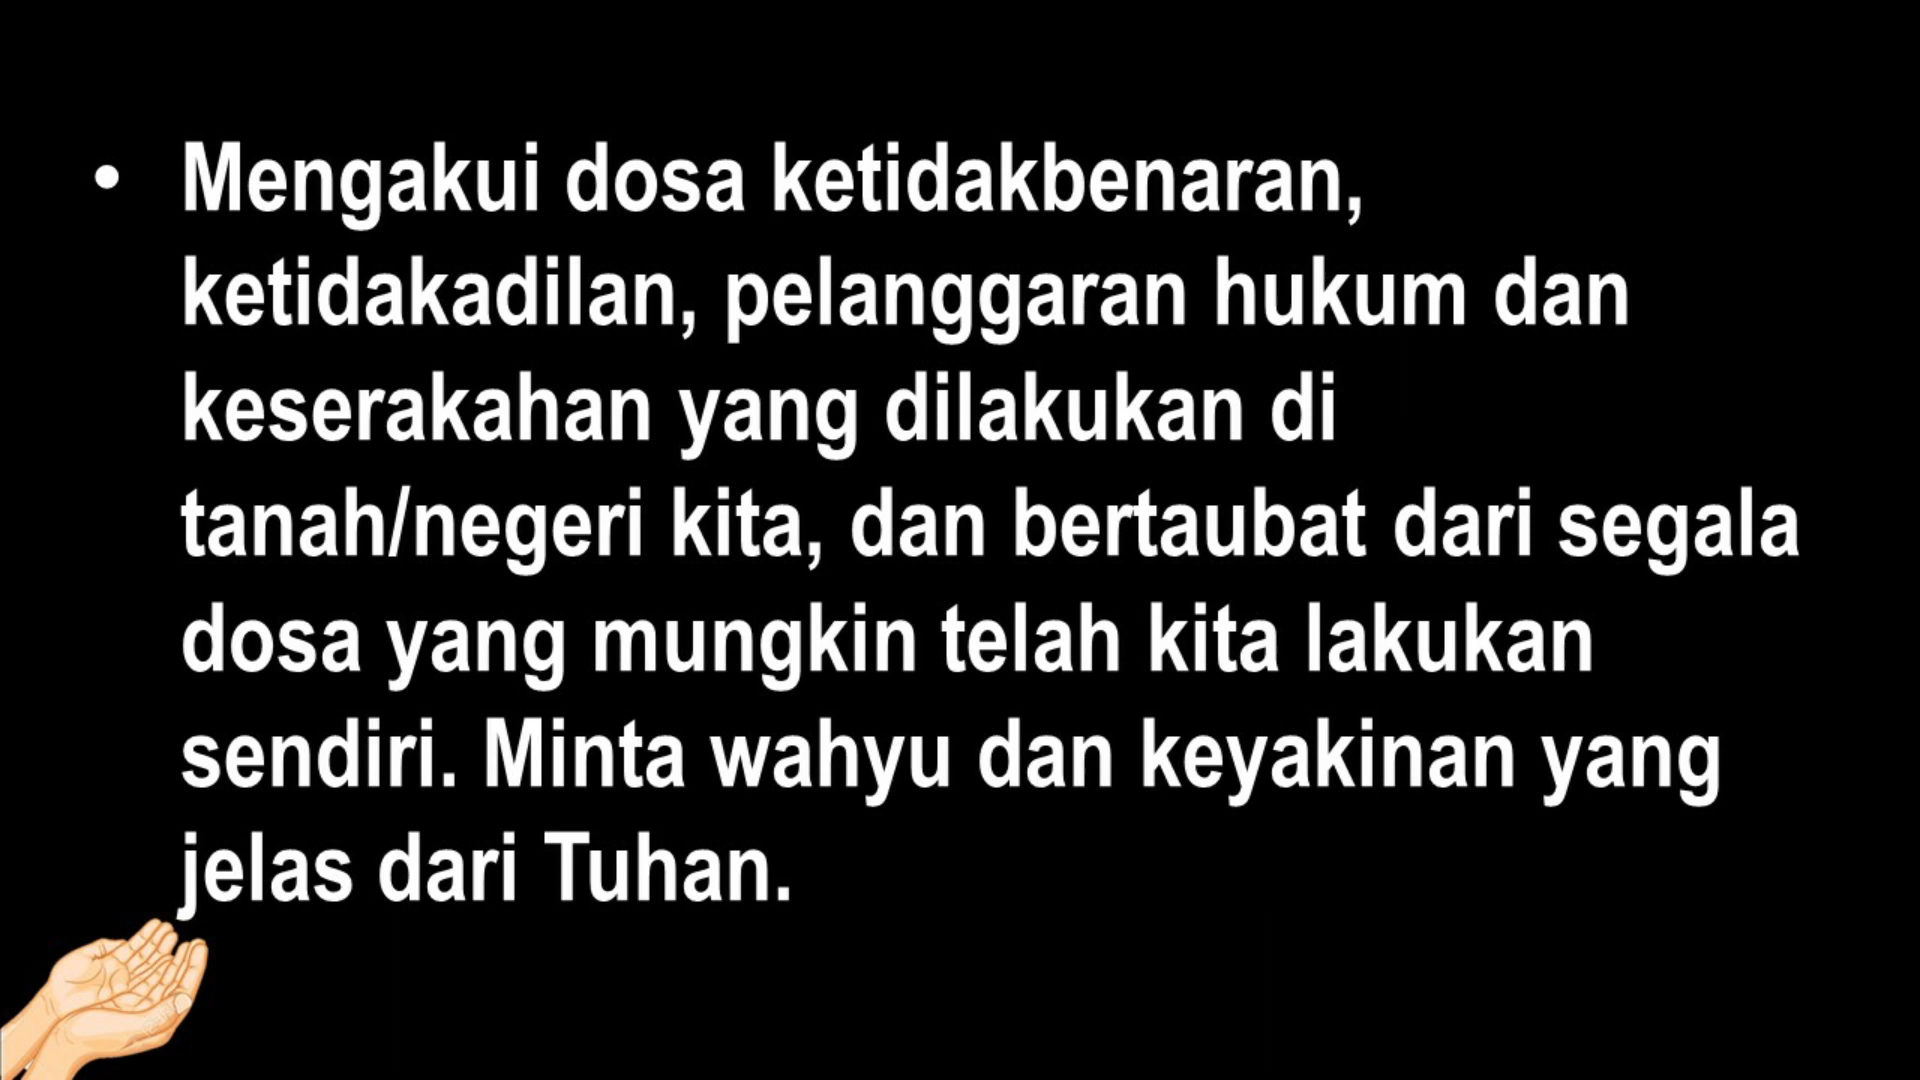 • Mengakui dosa ketidakbenaran,
ketidakadilan, pelanggaran hukum dan
keserakahan yang dilakukan di
tanah/negeri kita, dan bertaubat dari segala
dosa yang mungkin telah kita lakukan
sendiri. Minta wahyu dan keyakinan yang
jelas dari Tuhan.